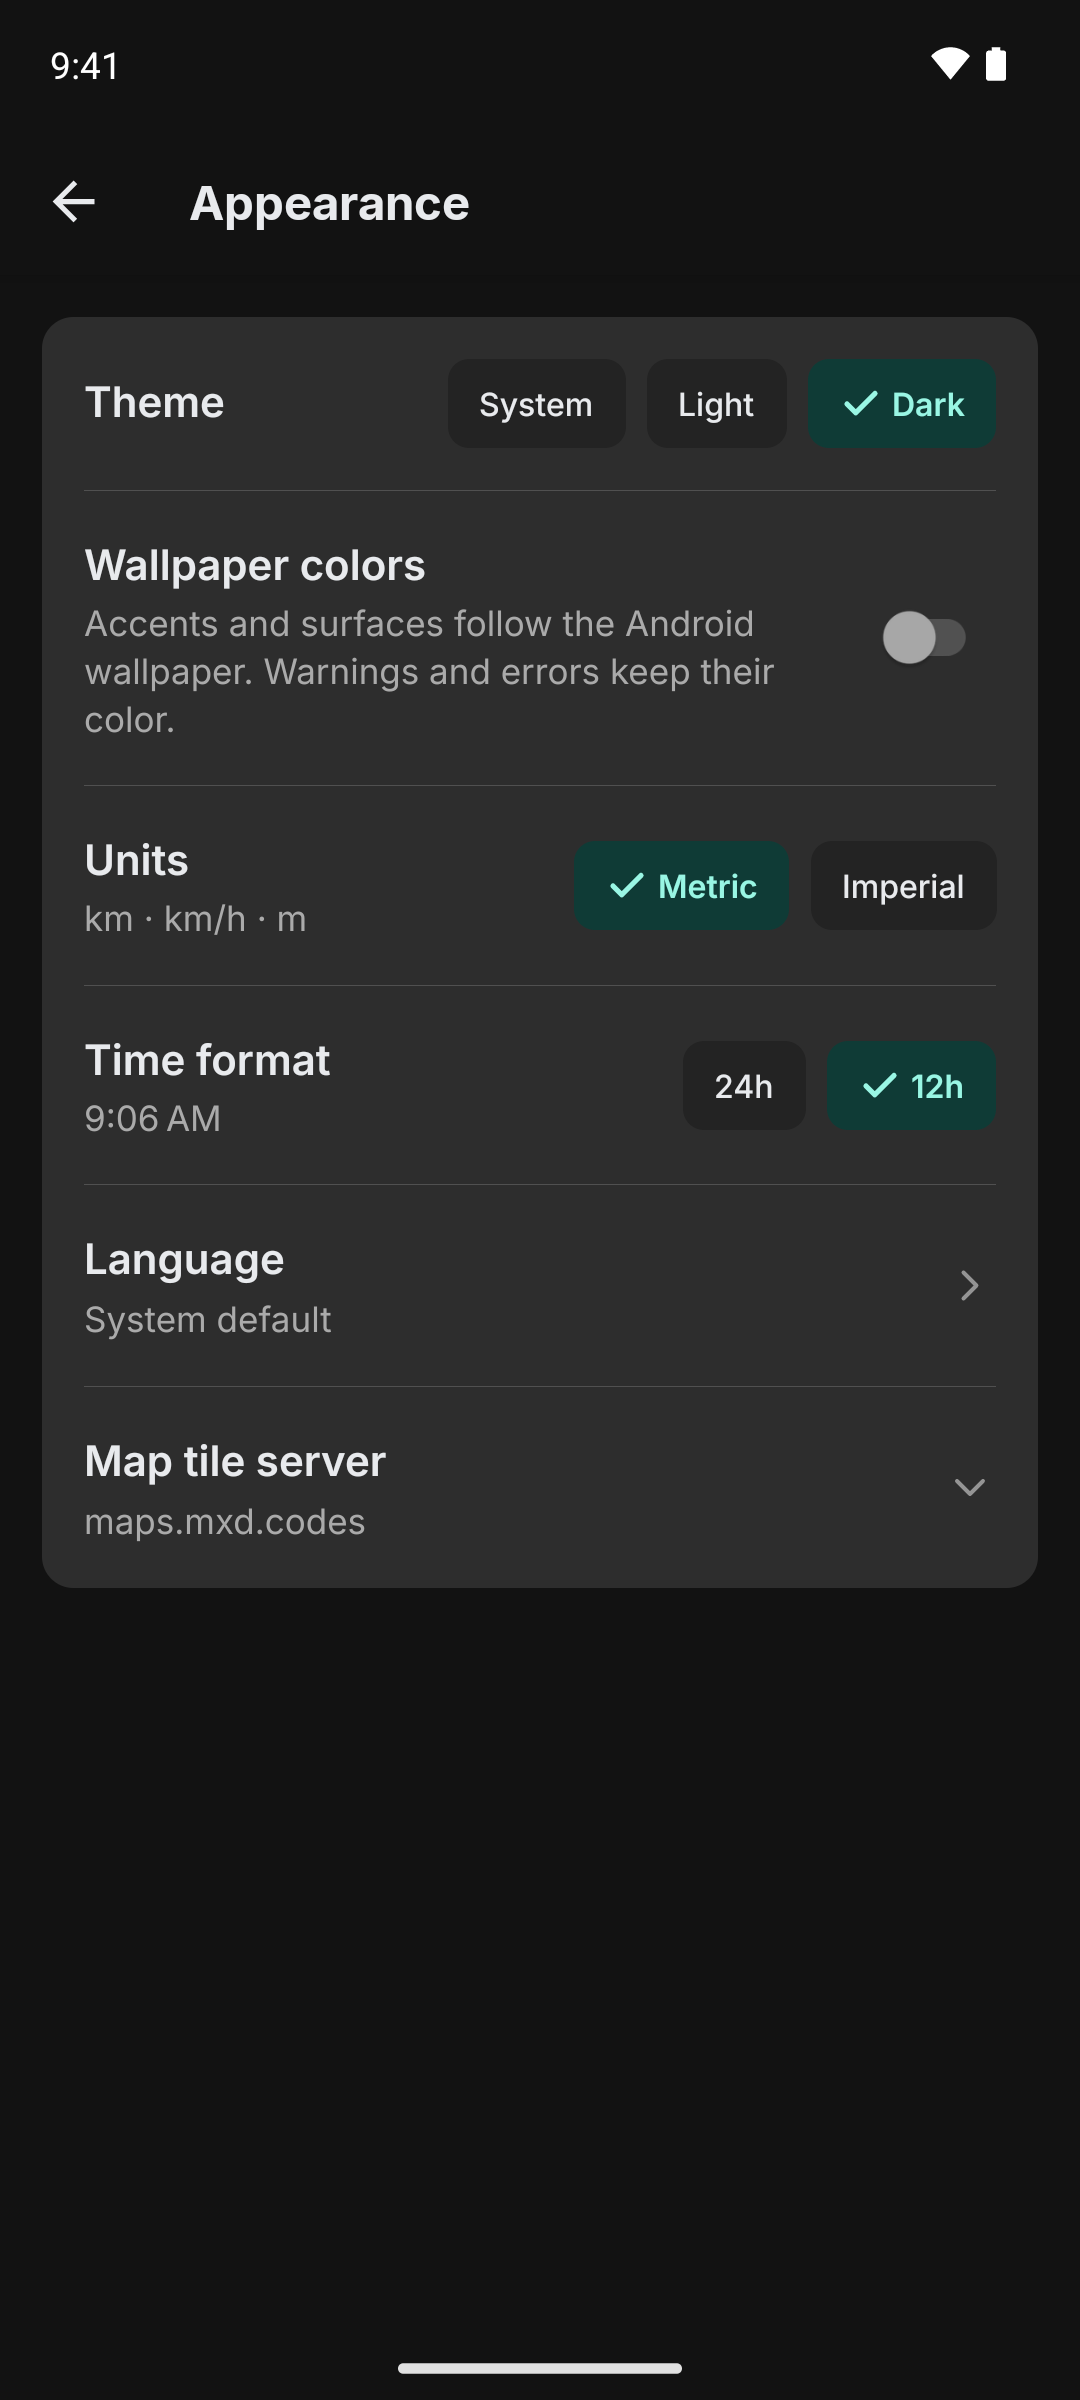 9:41
Appearance
Theme
System
Light
Dark
Wallpaper colors
Accents and surfaces follow the Android
wallpaper. Warnings and errors keep their
color.
Units
km · km/h · m
Metric
Imperial
Time format
9:06 AM
24h
12h
Language
System default
Map tile server
maps.mxd.codes